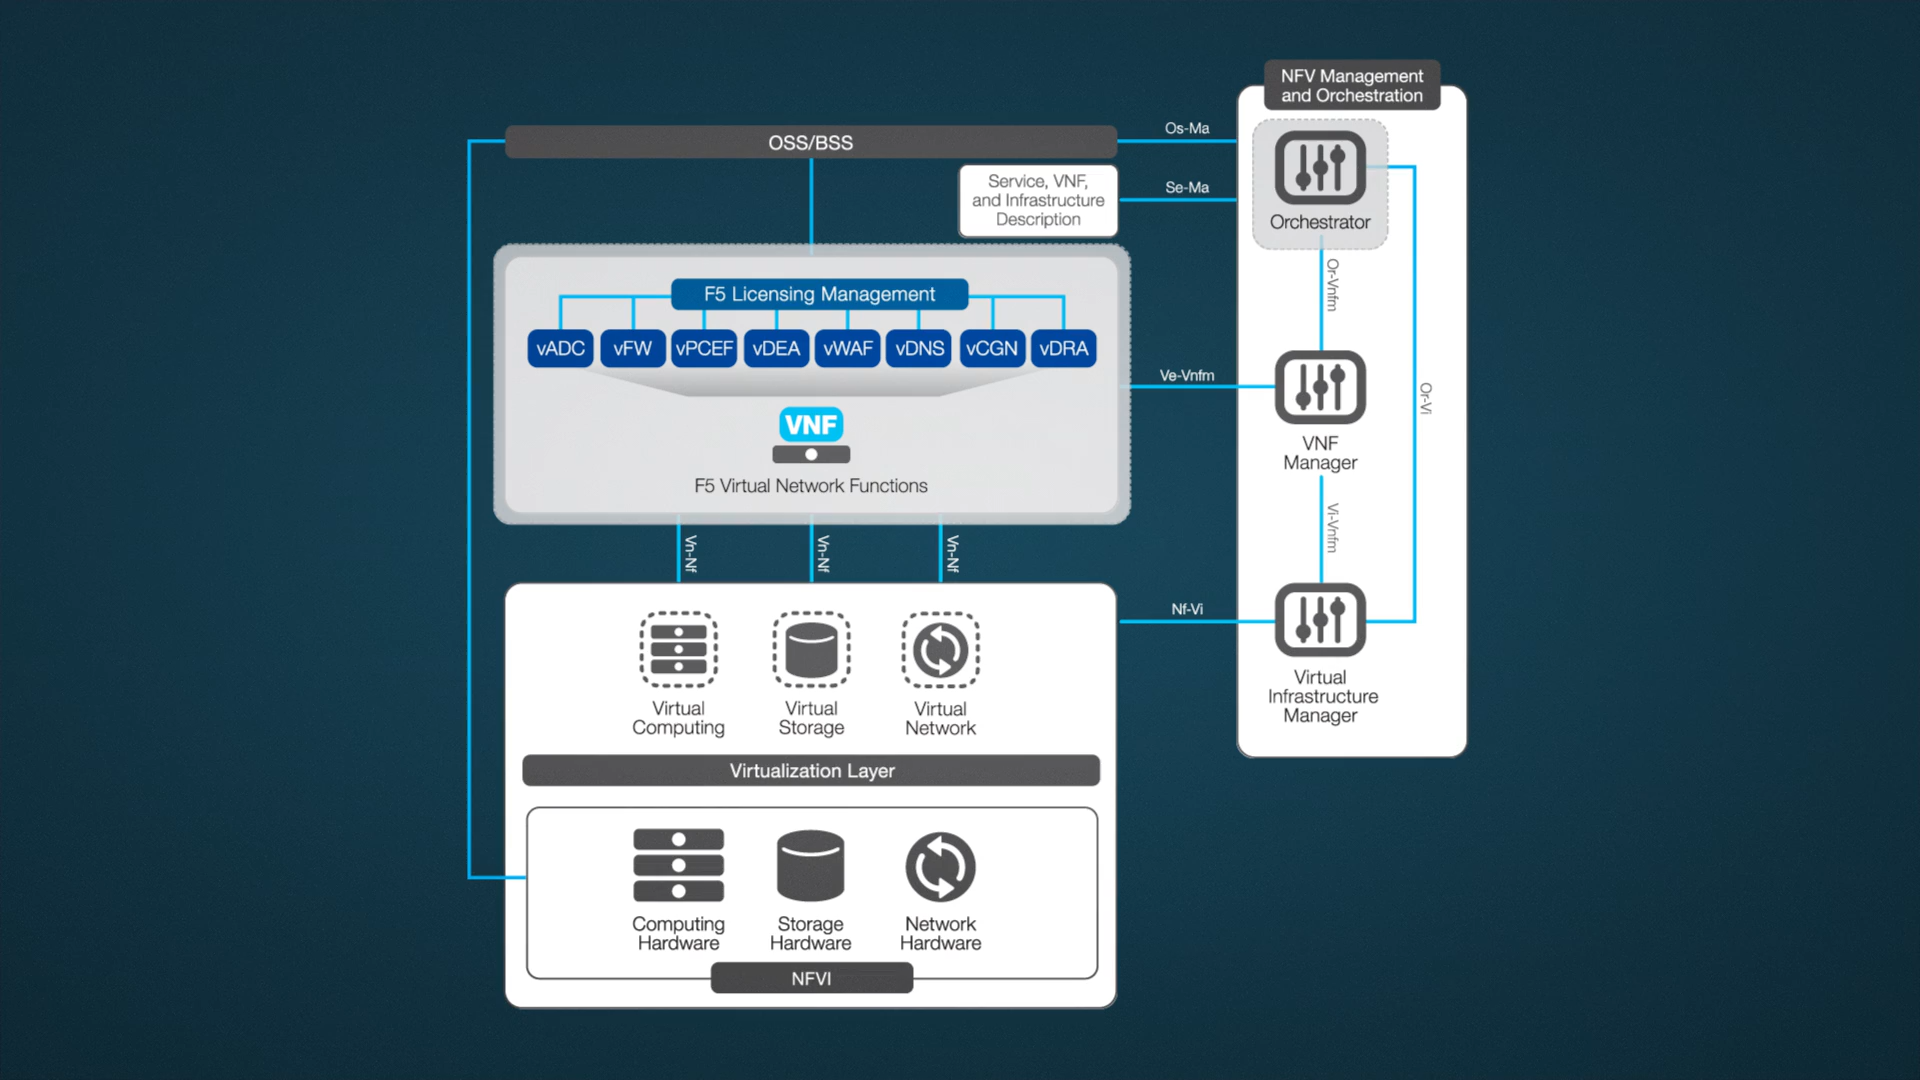 NFV Management
and Orchestration
OSS/BSS
Os-Ma
Service, VNF,
and Infrastructure
Description
Se-Ma
Orchestrator
Or-Vnfm
F5 Licensing Management
vADC
vFW
vPCEF
vDEA
vWAF
vDNS
vCGN
vDRA
Ve-Vnfm
Or-Vi
VNF
F5 Virtual Network Functions
VNF
Manager
Vi-Vnfm
Vn-Nf
Vn-Nf
Vn-Nf
Nf-Vi
Virtual
Computing
Virtual
Storage
Virtual
Network
Virtual
Infrastructure
Manager
Virtualization Layer
Computing
Hardware
Storage
Hardware
Network
Hardware
NFVI